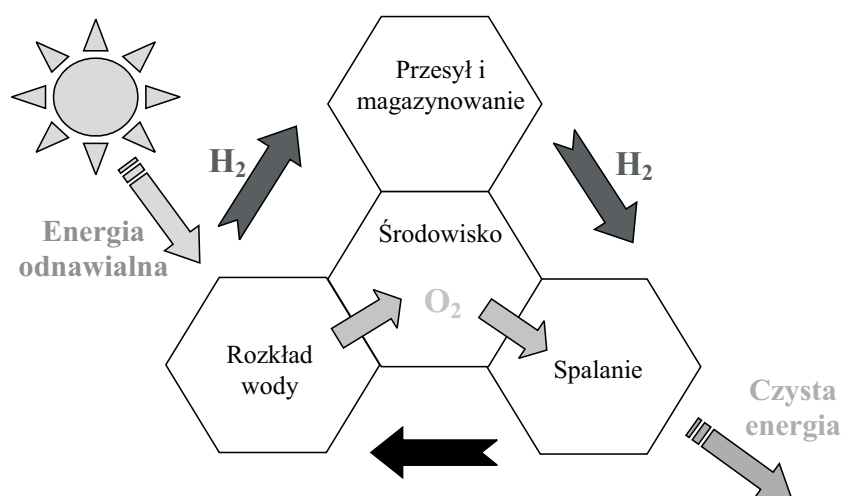 Przesył i
magazynowanie
H₂
H₂
Energia
odnawialna
Środowisko
O₂
Rozkład
wody
Spalanie
Czysta
energia